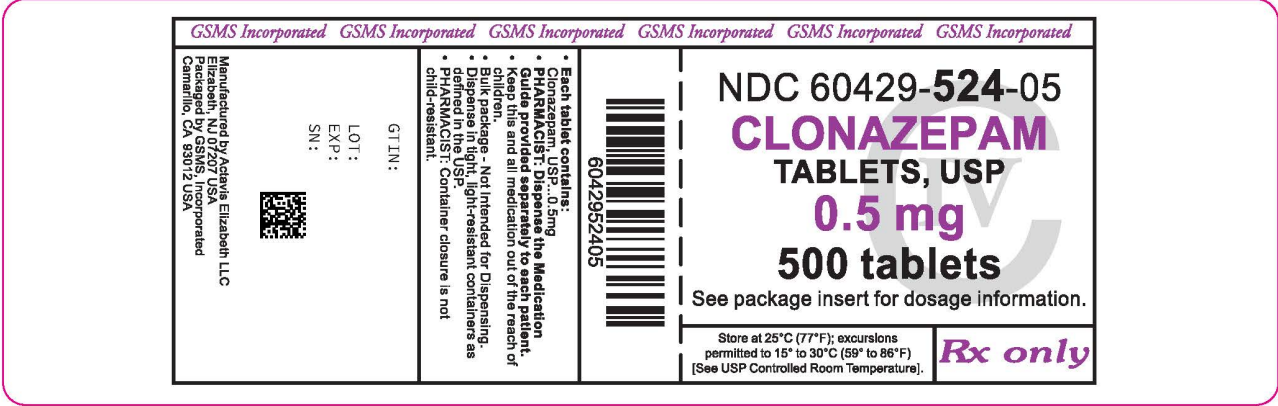 GSMS Incorporated GSMS Incorporated GSMS Incorporated GSMS Incorporated GSMS Incorporated GSMS Incorporated
NDC 60429-524-05
CLONAZEPAM
TABLETS, USP
0.5 mg
500 tablets
CIV
See package insert for dosage information.
Store at 25°C (77°F); excursions
permitted to 15° to 30°C (59° to 86°F)
[See USP Controlled Room Temperature].
Rx only
6042952405
• Each tablet contains:
Clonazepam, USP...0.5mg
• PHARMACIST: Dispense the Medication
Guide provided separately to each patient.
• Keep this and all medication out of the reach of
children.
• Bulk package - Not Intended for Dispensing.
• Dispense in tight, light-resistant containers as
defined in the USP.
• PHARMACIST: Container closure is not
child-resistant.
GTIN:
LOT:
EXP:
SN:
Manufactured by Actavis Elizabeth LLC
Elizabeth, NJ 07207 USA
Packaged by GSMS, Incorporated
Camarillo, CA 93012 USA